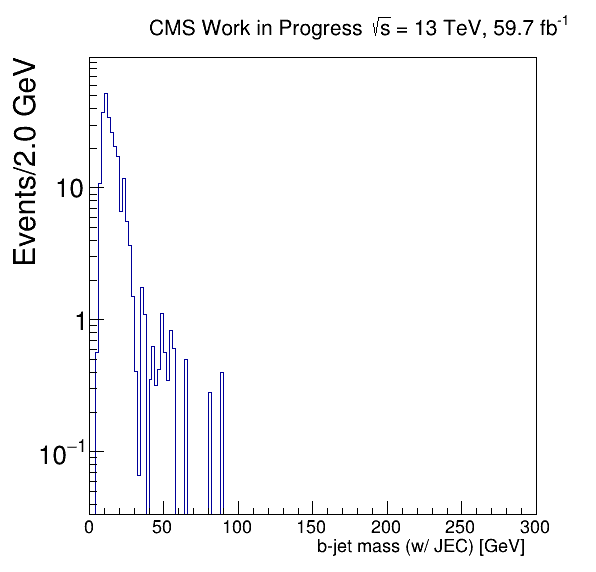 CMS Work in Progress √s = 13 TeV, 59.7 fb⁻¹
Events/2.0 GeV
10
1
10⁻¹
0 50 100 150 200 250 300
b-jet mass (w/ JEC) [GeV]